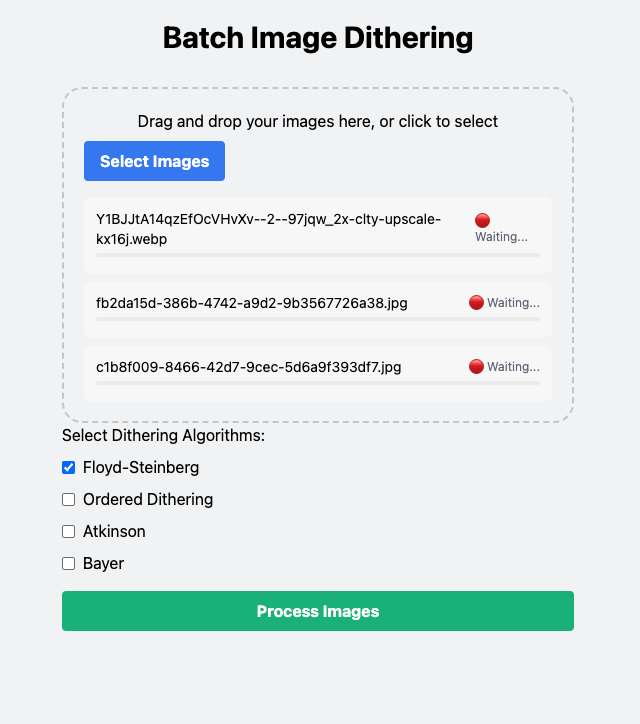 Batch Image Dithering
Drag and drop your images here, or click to select
Select Images
Y1BJJtA14qzEfOcVHvXv--2--97jqw_2x-clty-upscale-
kx16j.webp
Waiting...
fb2da15d-386b-4742-a9d2-9b3567726a38.jpg
Waiting...
c1b8f009-8466-42d7-9cec-5d6a9f393df7.jpg
Waiting...
Select Dithering Algorithms:
Floyd-Steinberg
Ordered Dithering
Atkinson
Bayer
Process Images